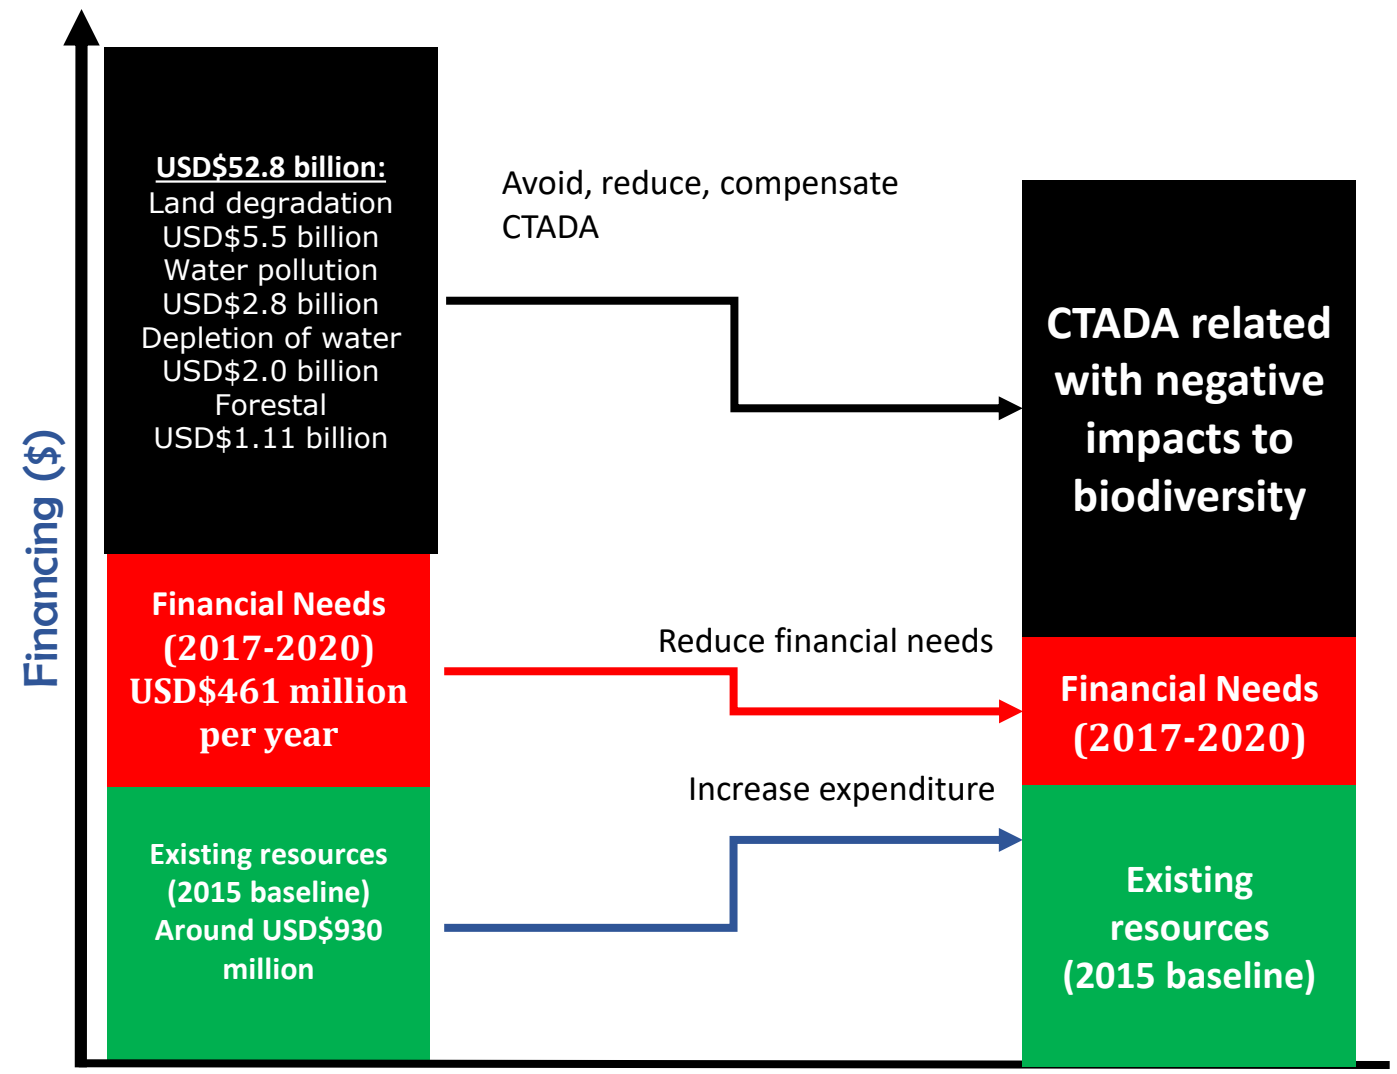 Financing ($)
USD$52.8 billion:
Land degradation
USD$5.5 billion
Water pollution
USD$2.8 billion
Depletion of water
USD$2.0 billion
Forestal
USD$1.11 billion
Financial Needs
(2017-2020)
USD$461 million
per year
Existing resources
(2015 baseline)
Around USD$930
million
Avoid, reduce, compensate
CTADA
Reduce financial needs
Increase expenditure
CTADA related
with negative
impacts to
biodiversity
Financial Needs
(2017-2020)
Existing
resources
(2015 baseline)